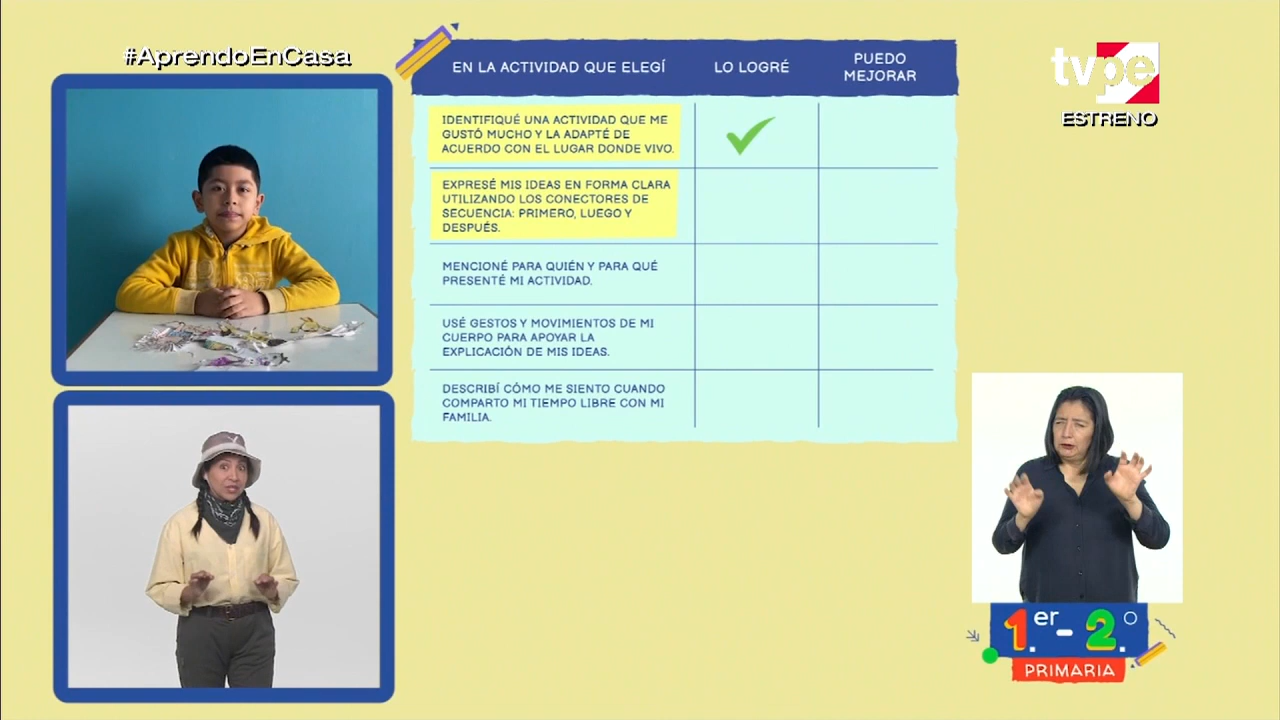 #AprendoEnCasa
EN LA ACTIVIDAD QUE ELEGÍ
LO LOGRÉ
PUEDO
MEJORAR
IDENTIFIQUÉ UNA ACTIVIDAD QUE ME
GUSTÓ MUCHO Y LA ADAPTÉ DE
ACUERDO CON EL LUGAR DONDE VIVO.
EXPRESÉ MIS IDEAS EN FORMA CLARA
UTILIZANDO LOS CONECTORES DE
SECUENCIA: PRIMERO, LUEGO Y
DESPUÉS.
MENCIONÉ PARA QUIÉN Y PARA QUÉ
PRESENTÉ MI ACTIVIDAD.
USÉ GESTOS Y MOVIMIENTOS DE MI
CUERPO PARA APOYAR LA
EXPLICACIÓN DE MIS IDEAS.
DESCRIBÍ CÓMO ME SIENTO CUANDO
COMPARTO MI TIEMPO LIBRE CON MI
FAMILIA.
tvpe
ESTRENO
1.er - 2.°
PRIMARIA